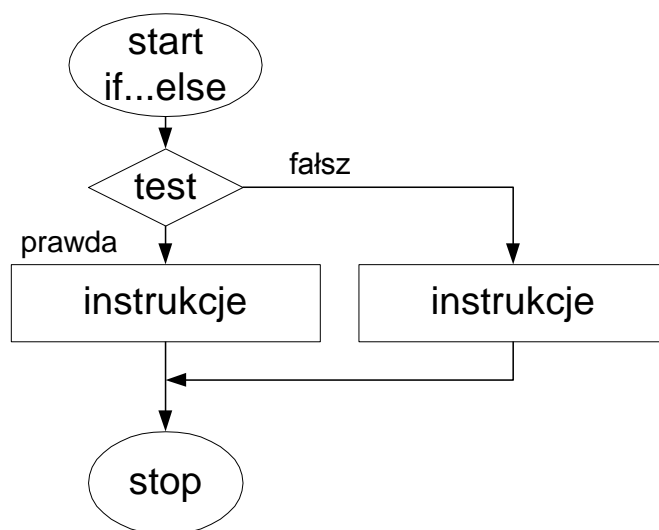 start
if...else
test
fałsz
prawda
instrukcje
instrukcje
stop